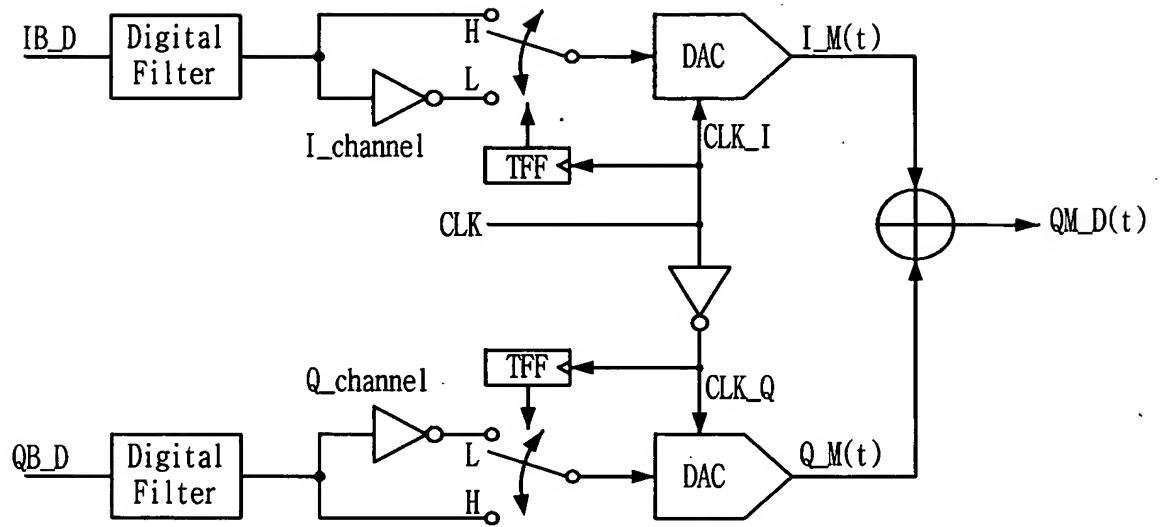 IB_D
Digital
Filter
H
L
I_channel
TFF
DAC
CLK_I
I_M(t)
CLK
QM_D(t)
TFF
Q_channel
CLK_Q
QB_D
Digital
Filter
L
H
DAC
Q_M(t)